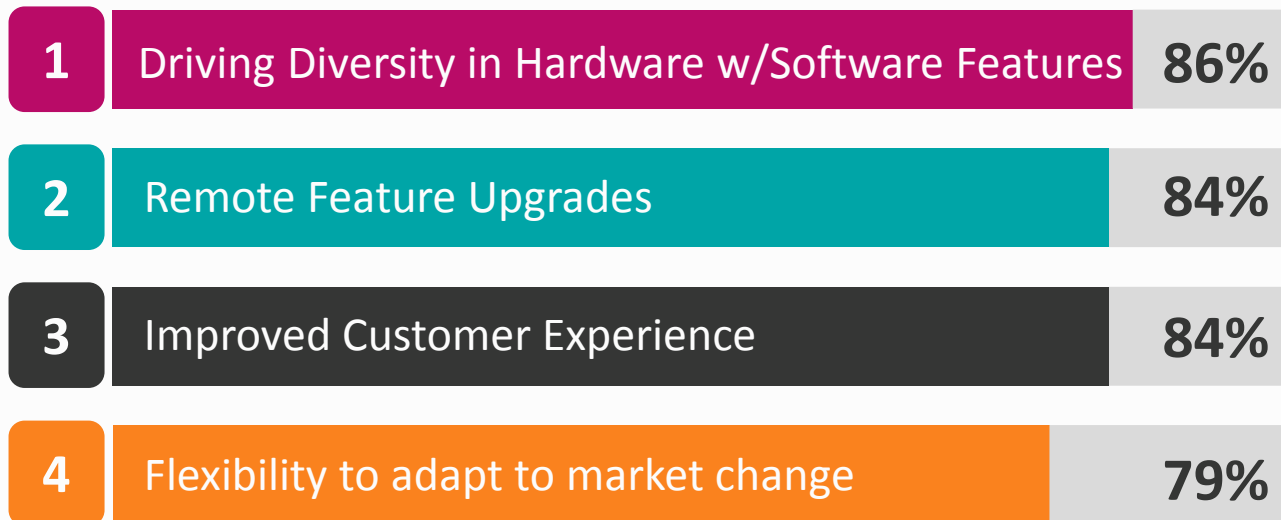 1 Driving Diversity in Hardware w/Software Features 86%
2 Remote Feature Upgrades 84%
3 Improved Customer Experience 84%
4 Flexibility to adapt to market change 79%